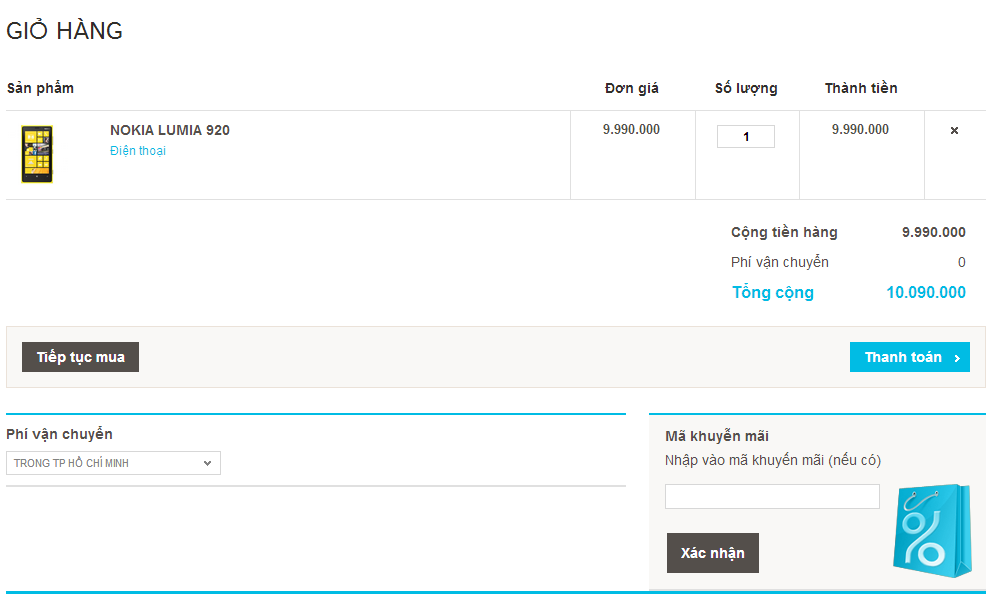 GIỎ HÀNG
Sản phẩm Đơn giá Số lượng Thành tiền
NOKIA LUMIA 920 9.990.000 1 9.990.000 ×
Điện thoại
Cộng tiền hàng 9.990.000
Phí vận chuyển 0
Tổng cộng 10.090.000
Tiếp tục mua Thanh toán ›
Phí vận chuyển
TRONG TP HỒ CHÍ MINH
Mã khuyễn mãi
Nhập vào mã khuyến mãi (nếu có)
%
Xác nhận